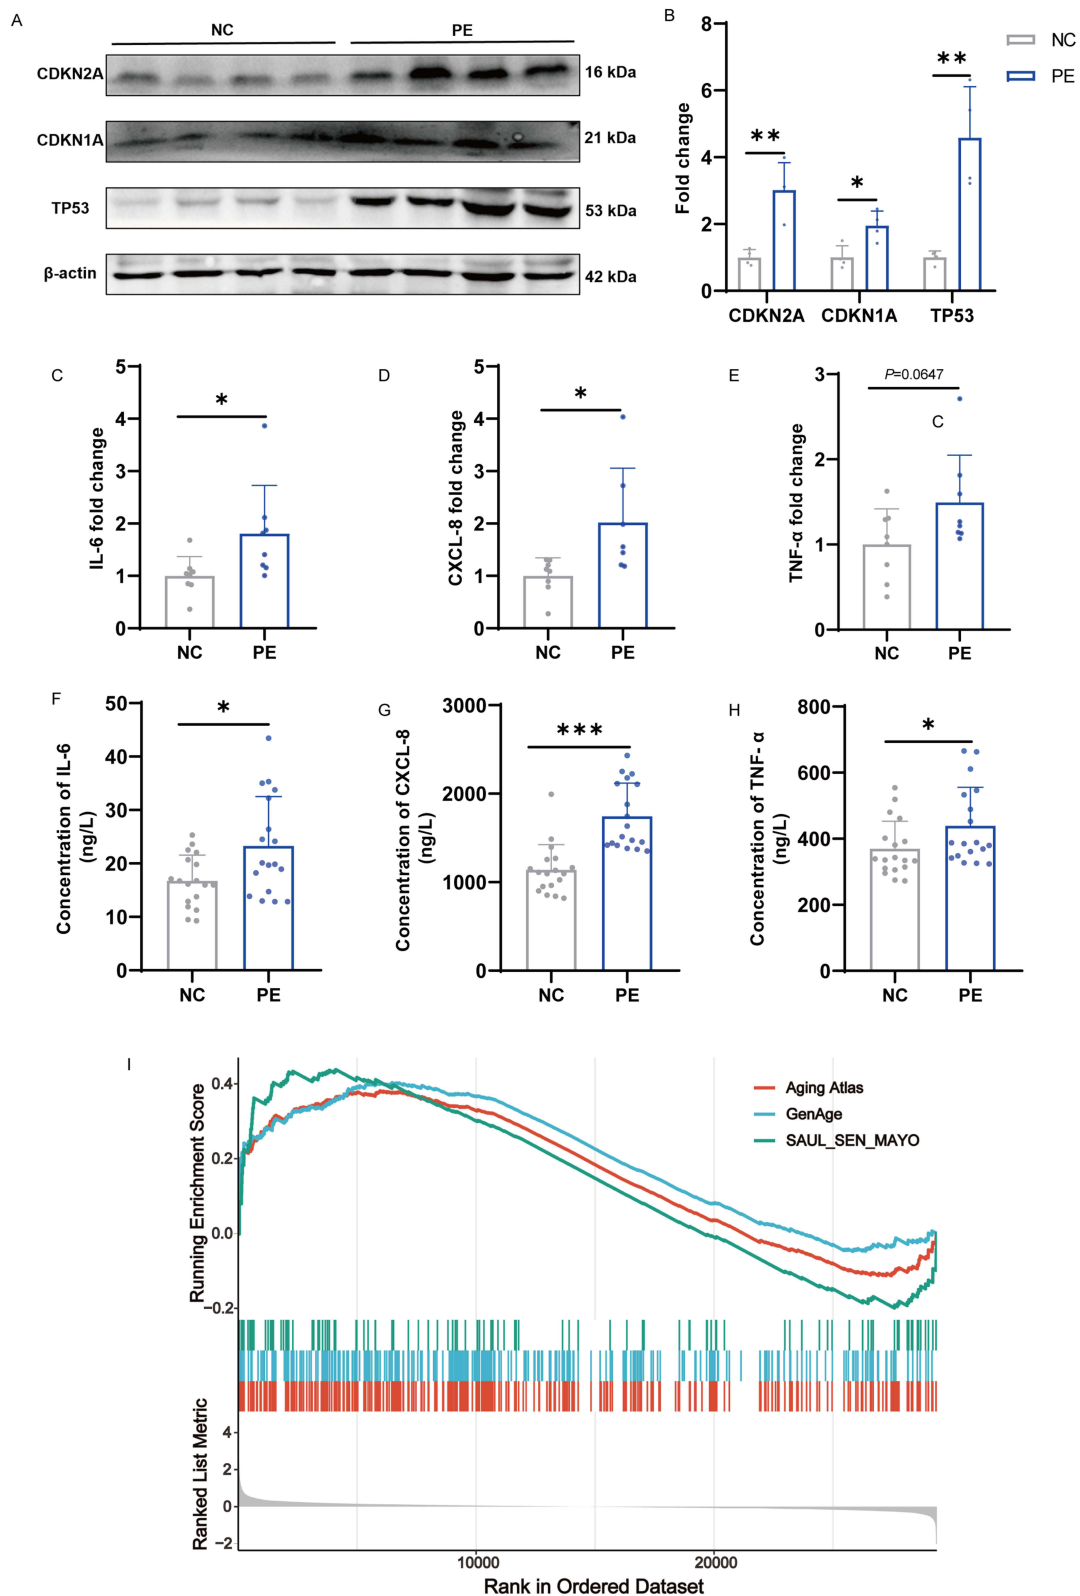 A
NC PE
CDKN2A 16 kDa
CDKN1A 21 kDa
TP53 53 kDa
β-actin 42 kDa
B
NC
PE
Fold change
8
6
4
2
0
** * **
CDKN2A CDKN1A TP53
C
IL-6 fold change
5
4
3
2
1
0
*
NC PE
D
CXCL-8 fold change
5
4
3
2
1
0
*
NC PE
E
TNF-α fold change
3
2
1
0
P=0.0647
C
NC PE
F
Concentration of IL-6
(ng/L)
50
40
30
20
10
0
*
NC PE
G
Concentration of CXCL-8
(ng/L)
3000
2000
1000
0
***
NC PE
H
Concentration of TNF- α
(ng/L)
800
600
400
200
0
*
NC PE
I
Running Enrichment Score
0.4
0.2
0.0
−0.2
Aging Atlas
GenAge
SAUL_SEN_MAYO
Ranked List Metric
4
2
0
−2
10000 20000
Rank in Ordered Dataset